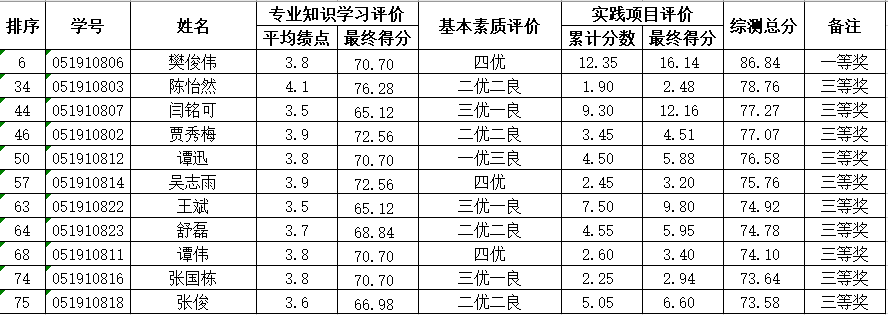 排序 学号 姓名 专业知识学习评价 基本素质评价 实践项目评价 综测总分 备注
平均绩点 最终得分 累计分数 最终得分
6 051910806 樊俊伟 3.8 70.70 四优 12.35 16.14 86.84 一等奖
34 051910803 陈怡然 4.1 76.28 二优二良 1.90 2.48 78.76 三等奖
44 051910807 闫铭可 3.5 65.12 三优一良 9.30 12.16 77.27 三等奖
46 051910802 贾秀梅 3.9 72.56 二优二良 3.45 4.51 77.07 三等奖
50 051910812 谭迅 3.8 70.70 一优三良 4.50 5.88 76.58 三等奖
57 051910814 吴志雨 3.9 72.56 四优 2.45 3.20 75.76 三等奖
63 051910822 王斌 3.5 65.12 三优一良 7.50 9.80 74.92 三等奖
64 051910823 舒磊 3.7 68.84 二优二良 4.55 5.95 74.78 三等奖
68 051910811 谭伟 3.8 70.70 四优 2.60 3.40 74.10 三等奖
74 051910816 张国栋 3.8 70.70 三优一良 2.25 2.94 73.64 三等奖
75 051910818 张俊 3.6 66.98 二优二良 5.05 6.60 73.58 三等奖